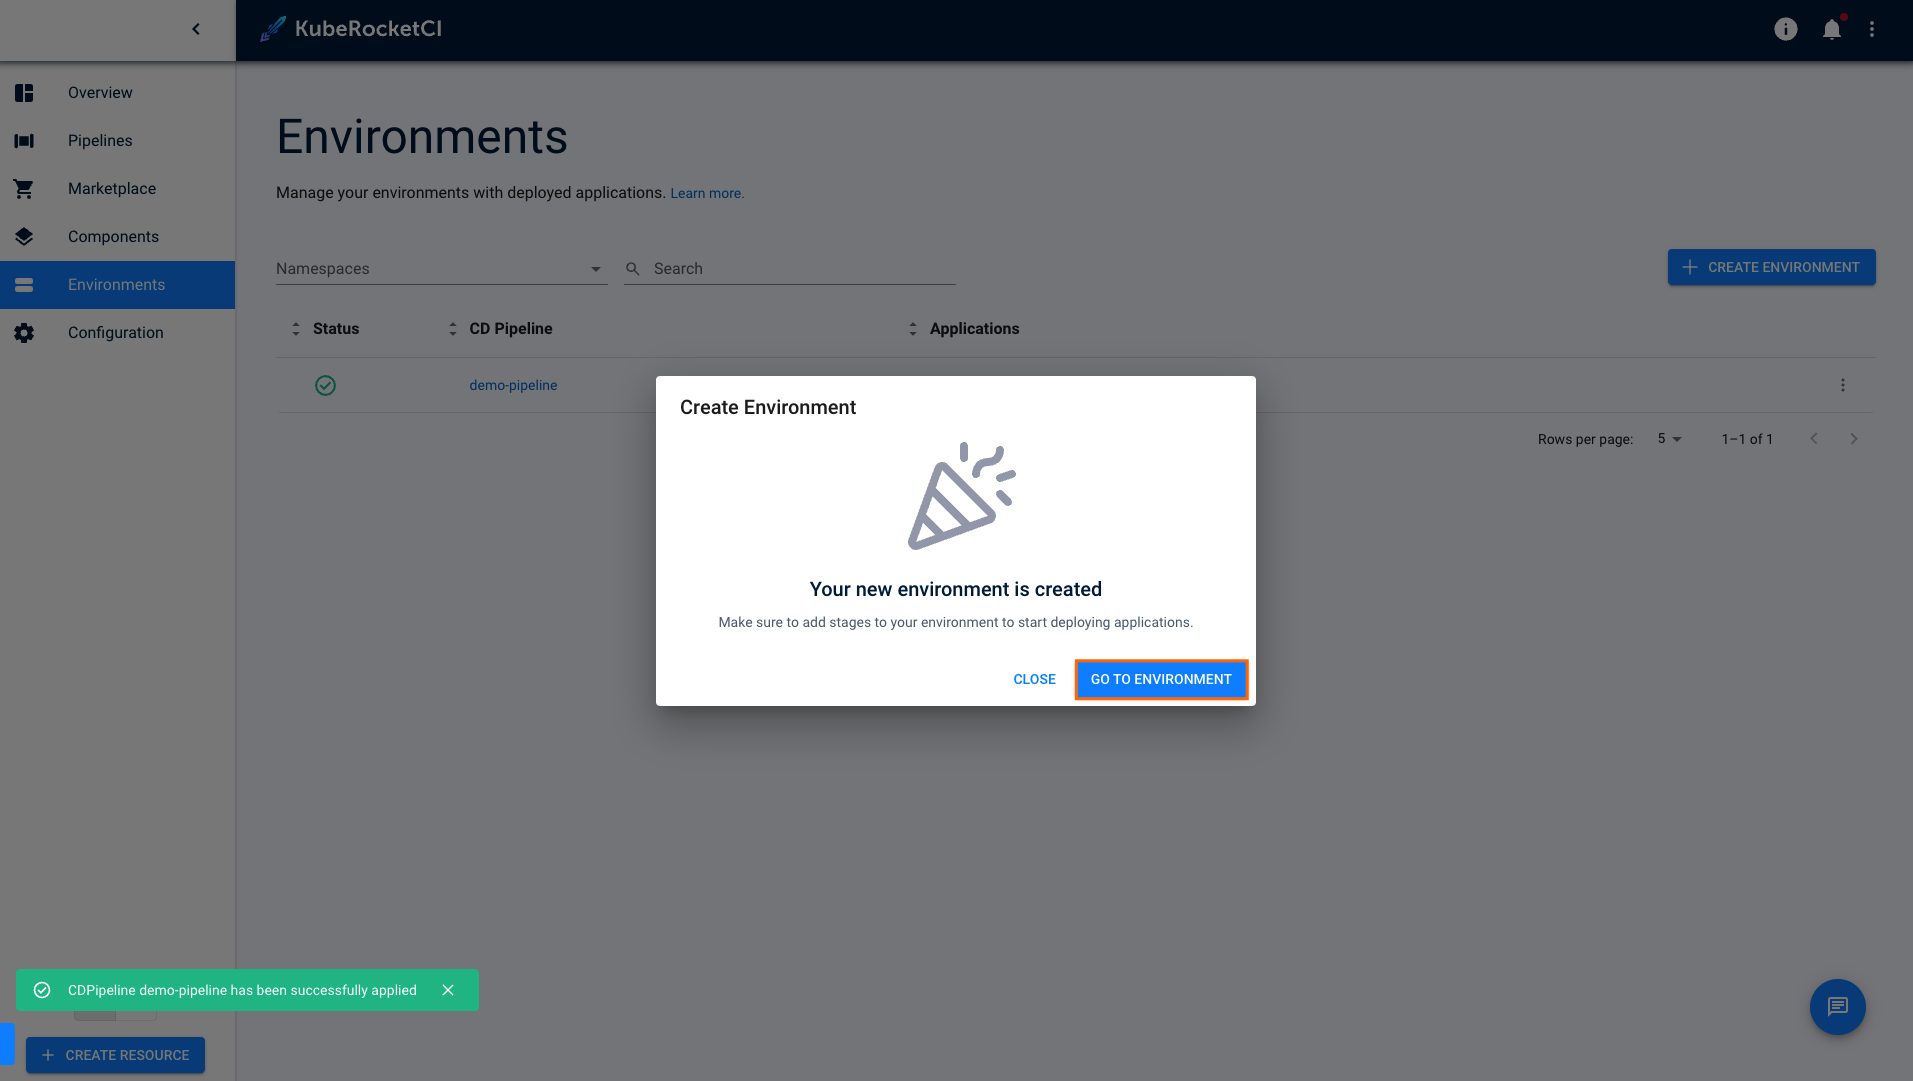 KubeRocketCI
Overview
Pipelines
Marketplace
Components
Environments
Configuration
Environments
Manage your environments with deployed applications. Learn more.
Namespaces
Search
CREATE ENVIRONMENT
Status CD Pipeline Applications
demo-pipeline
Rows per page: 5 1–1 of 1
Create Environment
Your new environment is created
Make sure to add stages to your environment to start deploying applications.
CLOSE GO TO ENVIRONMENT
CDPipeline demo-pipeline has been successfully applied
CREATE RESOURCE